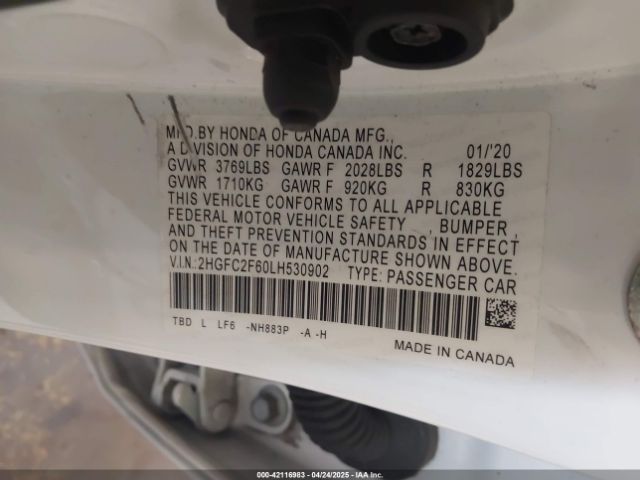 MFD.BY HONDA OF CANADA MFG.,
A DIVISION OF HONDA CANADA INC. 01/'20
GVWR 3769LBS GAWR F 2028LBS R 1829LBS
GVWR 1710KG GAWR F 920KG R 830KG
THIS VEHICLE CONFORMS TO ALL APPLICABLE
FEDERAL MOTOR VEHICLE SAFETY , BUMPER ,
AND THEFT PREVENTION STANDARDS IN EFFECT
ON THE DATE OF MANUFACTURE SHOWN ABOVE.
V.I.N.:2HGFC2F60LH530902 TYPE: PASSENGER CAR
TBD L LF6 -NH883P -A -H
MADE IN CANADA
000-42116983 - 04/24/2025 - Copyright IAA, Inc.